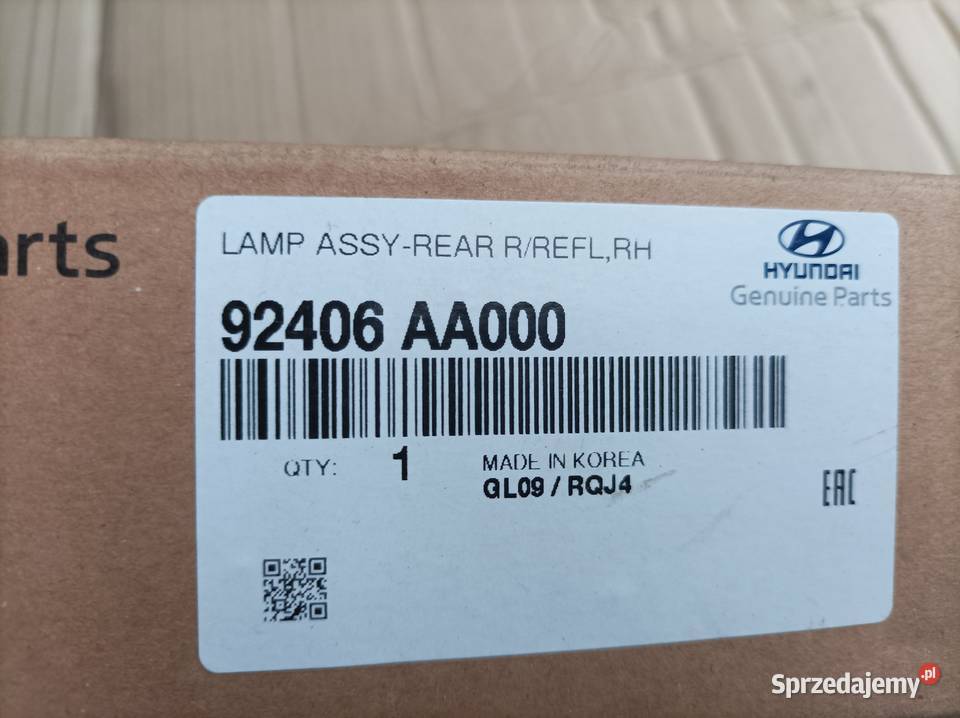 arts
LAMP ASSY-REAR R/REFL,RH
HYUNDAI
Genuine Parts
92406 AA000
QTY: 1
MADE IN KOREA
GL09 / RQJ4
EAC
Sprzedajemy.pl